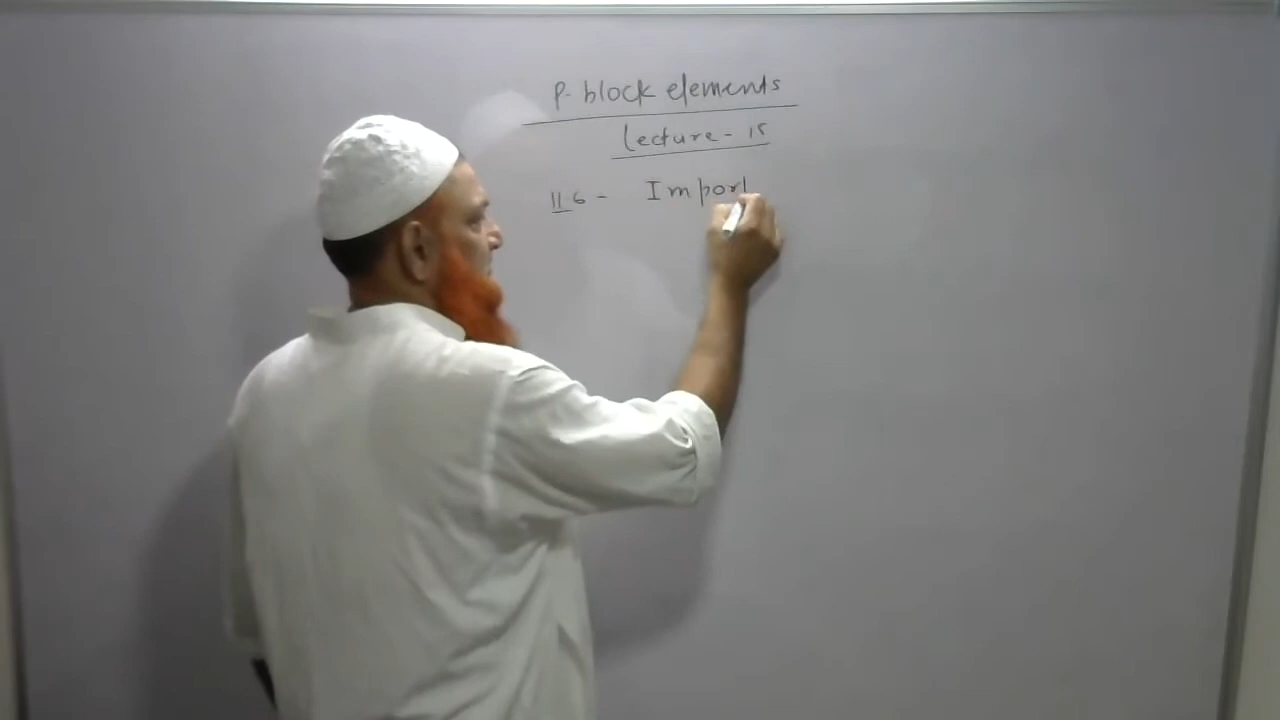 P- block elements
Lecture - 15
11.6 - Import